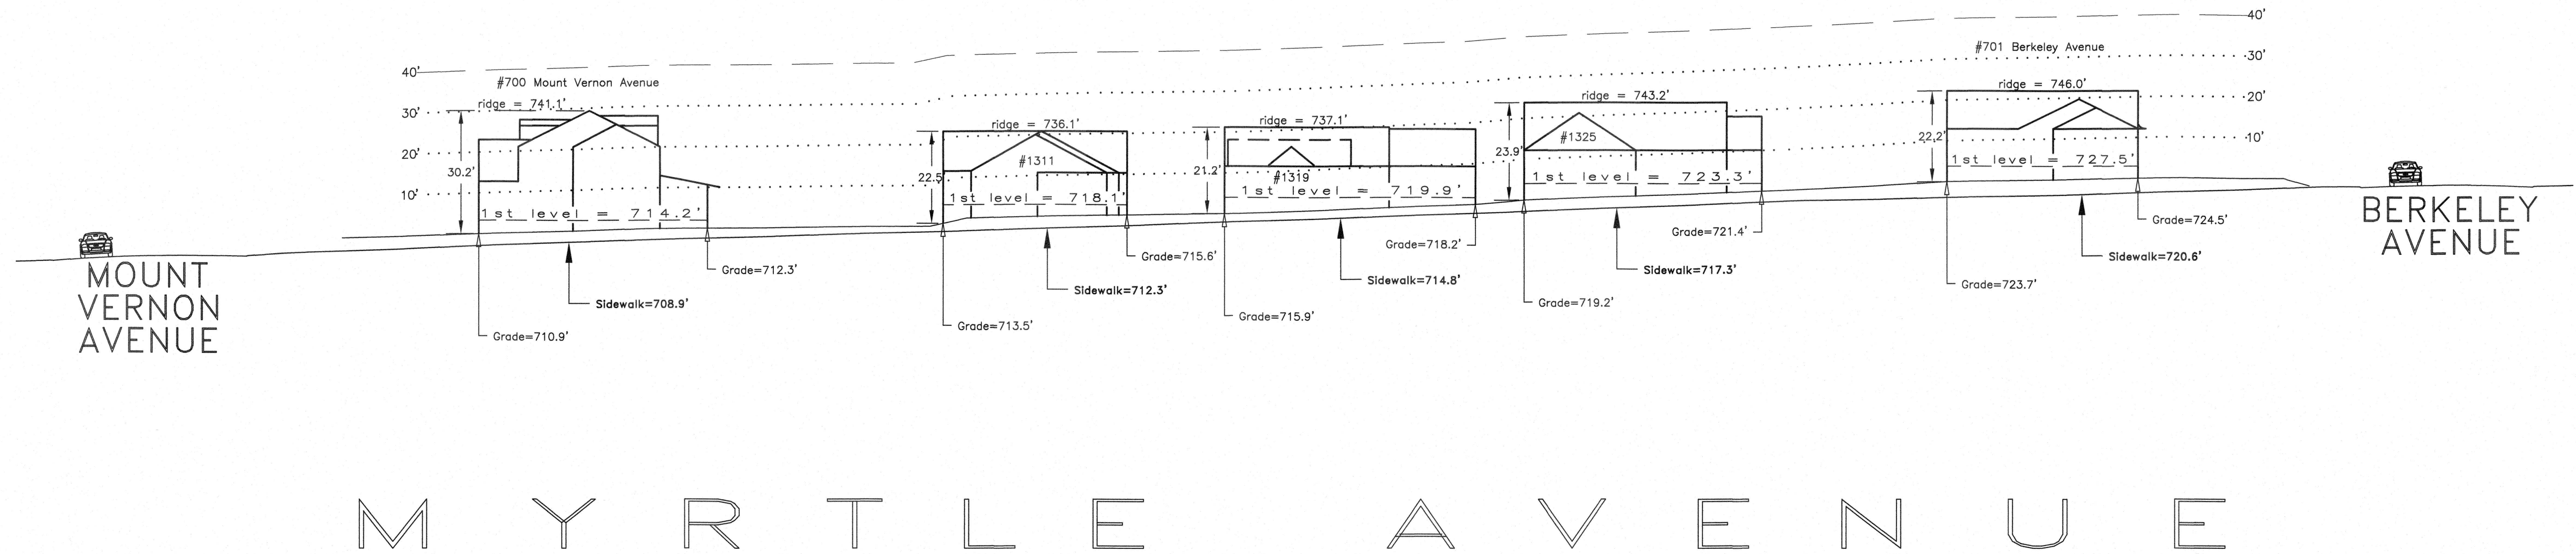 40'
#701 Berkeley Avenue
30'
40'
#700 Mount Vernon Avenue
ridge = 746.0'
ridge = 741.1'
30'
ridge = 743.2'
20'
ridge = 736.1'
ridge = 737.1'
#1325
22.2'
10'
20'
#1311
23.9'
1st level = 727.5'
30.2'
22.5'
21.2'
#1319
1st level = 723.3'
10'
1st level = 718.1'
1st level = 719.9'
1st level = 714.2'
Grade=724.5'
BERKELEY
AVENUE
Grade=721.4'
Grade=718.2'
Grade=715.6'
Sidewalk=720.6'
Grade=712.3'
Sidewalk=717.3'
Sidewalk=714.8'
Grade=723.7'
Sidewalk=712.3'
MOUNT
VERNON
AVENUE
Sidewalk=708.9'
Grade=719.2'
Grade=715.9'
Grade=713.5'
Grade=710.9'
MYRTLE AVENUE